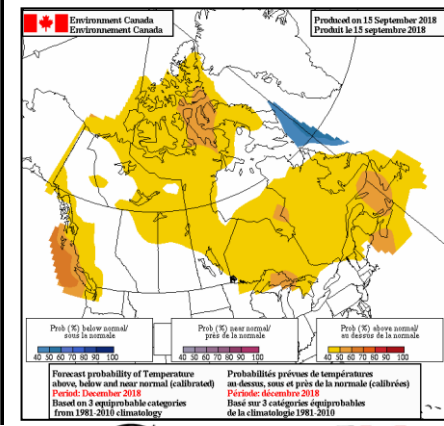 Environment Canada
Environnement Canada
Produced on 15 September 2018
Produit le 15 septembre 2018
Prob (%) below normal/
sous la normale
40 50 60 70 80 90 100
Prob (%) near normal/
près de la normale
40 50 60 70 80 90 100
Prob (%) above normal/
au dessus de la normale
40 50 60 70 80 90 100
Forecast probability of Temperature
above, below and near normal (calibrated)
Period: December 2018
Based on 3 equiprobable categories
from 1981-2010 climatology
Probabilités prévues de températures
au-dessus, sous et près de la normale (calibrées)
Période: décembre 2018
Basé sur 3 catégories équiprobables
de la climatologie 1981-2010